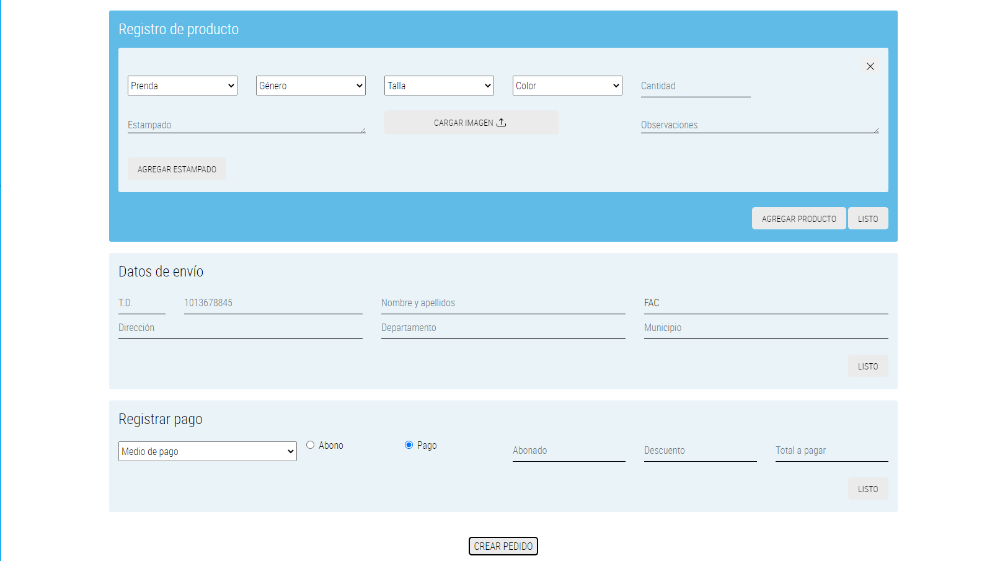 Registro de producto
Prenda Género Talla Color Cantidad
Estampado CARGAR IMAGEN Observaciones
AGREGAR ESTAMPADO
AGREGAR PRODUCTO LISTO
Datos de envío
T.D. 1013678845 Nombre y apellidos FAC
Dirección Departamento Municipio
LISTO
Registrar pago
Medio de pago Abono Pago Abonado Descuento Total a pagar
LISTO
CREAR PEDIDO